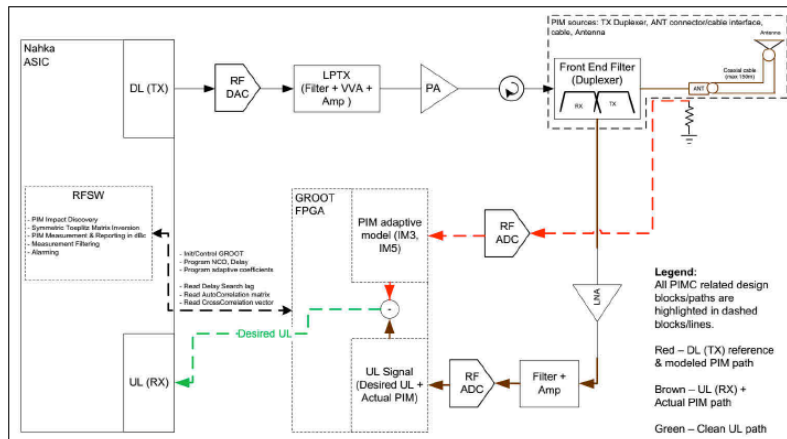 PIM sources: TX Duplexer, ANT connector/cable interface,
cable, Antenna
Nahka
ASIC
DL (TX)
RF
DAC
LPTX
(Filter + VVA +
Amp )
PA
Front End Filter
(Duplexer)
RX
TX
ANT
Coaxial cable
(max 150m)
Antenna
RFSW
- PIM Impact Discovery
- Symmetric Toeplitz Matrix Inversion
- PIM Measurement & Reporting in dBc
- Measurement Filtering
- Alarming
- Init/Control GROOT
- Program NCO, Delay
- Program adaptive coefficients
- Read Delay Search lag
- Read AutoCorrelation matrix
- Read CrossCorrelation vector
GROOT
FPGA
PIM adaptive
model (IM3,
IM5)
RF
ADC
-
Desired UL
UL (RX)
UL Signal
(Desired UL +
Actual PIM)
RF
ADC
Filter +
Amp
LNA
Legend:
All PIMC related design
blocks/paths are
highlighted in dashed
blocks/lines.
Red – DL (TX) reference
& modeled PIM path
Brown – UL (RX) +
Actual PIM path
Green – Clean UL path